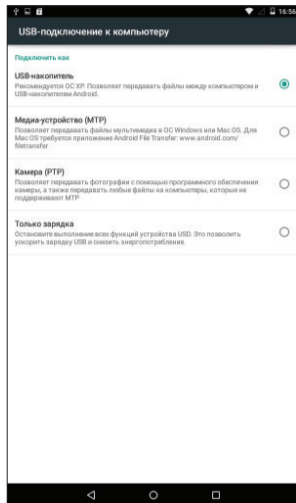 16:56
USB-подключение к компьютеру
Подключить как
USB-накопитель
Рекомендуется ОС XP. Позволяет передавать файлы между компьютером и
USB-накопителем Android.
Медиа-устройство (MTP)
Позволяет передавать файлы мультимедиа в ОС Windows или Mac OS. Для
Mac OS требуется приложение Android File Transfer: www.android.com/
filetransfer
Камера (PTP)
Позволяет передавать фотографии с помощью программного обеспечения
камеры, а также передавать любые файлы на компьютеры, которые не
поддерживают MTP
Только зарядка
Остановите выполнение всех функций устройства USD. Это позволить
ускорить зарядку USB и снизить энергопотребление.